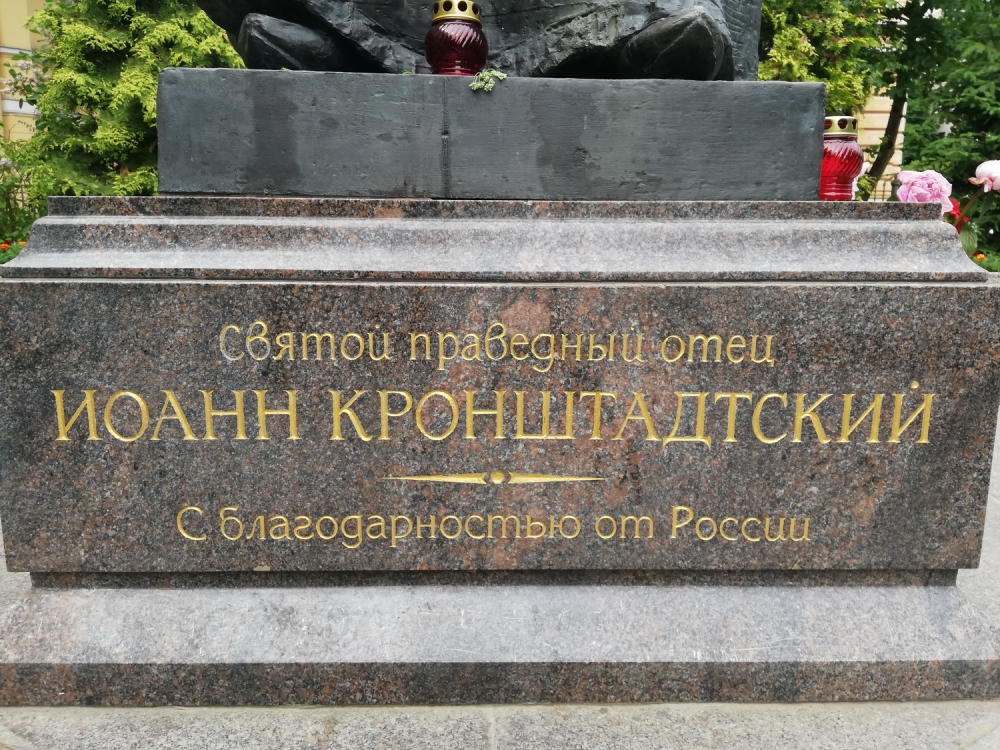 Святой праведный отец
ИОАНН КРОНШТАДТСКИЙ
С благодарностью от России